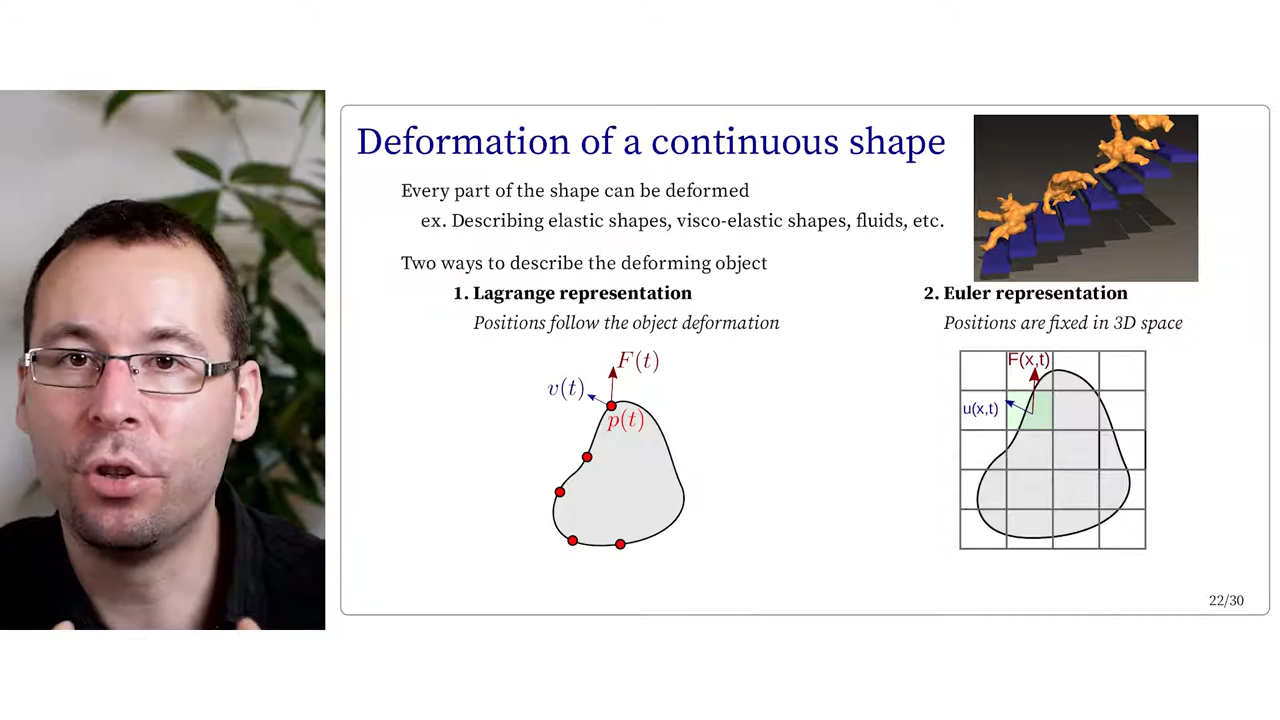 Deformation of a continuous shape
Every part of the shape can be deformed
ex. Describing elastic shapes, visco-elastic shapes, fluids, etc.
Two ways to describe the deforming object
1. Lagrange representation
Positions follow the object deformation
F(t)
v(t)
p(t)
2. Euler representation
Positions are fixed in 3D space
F(x,t)
u(x,t)
22/30